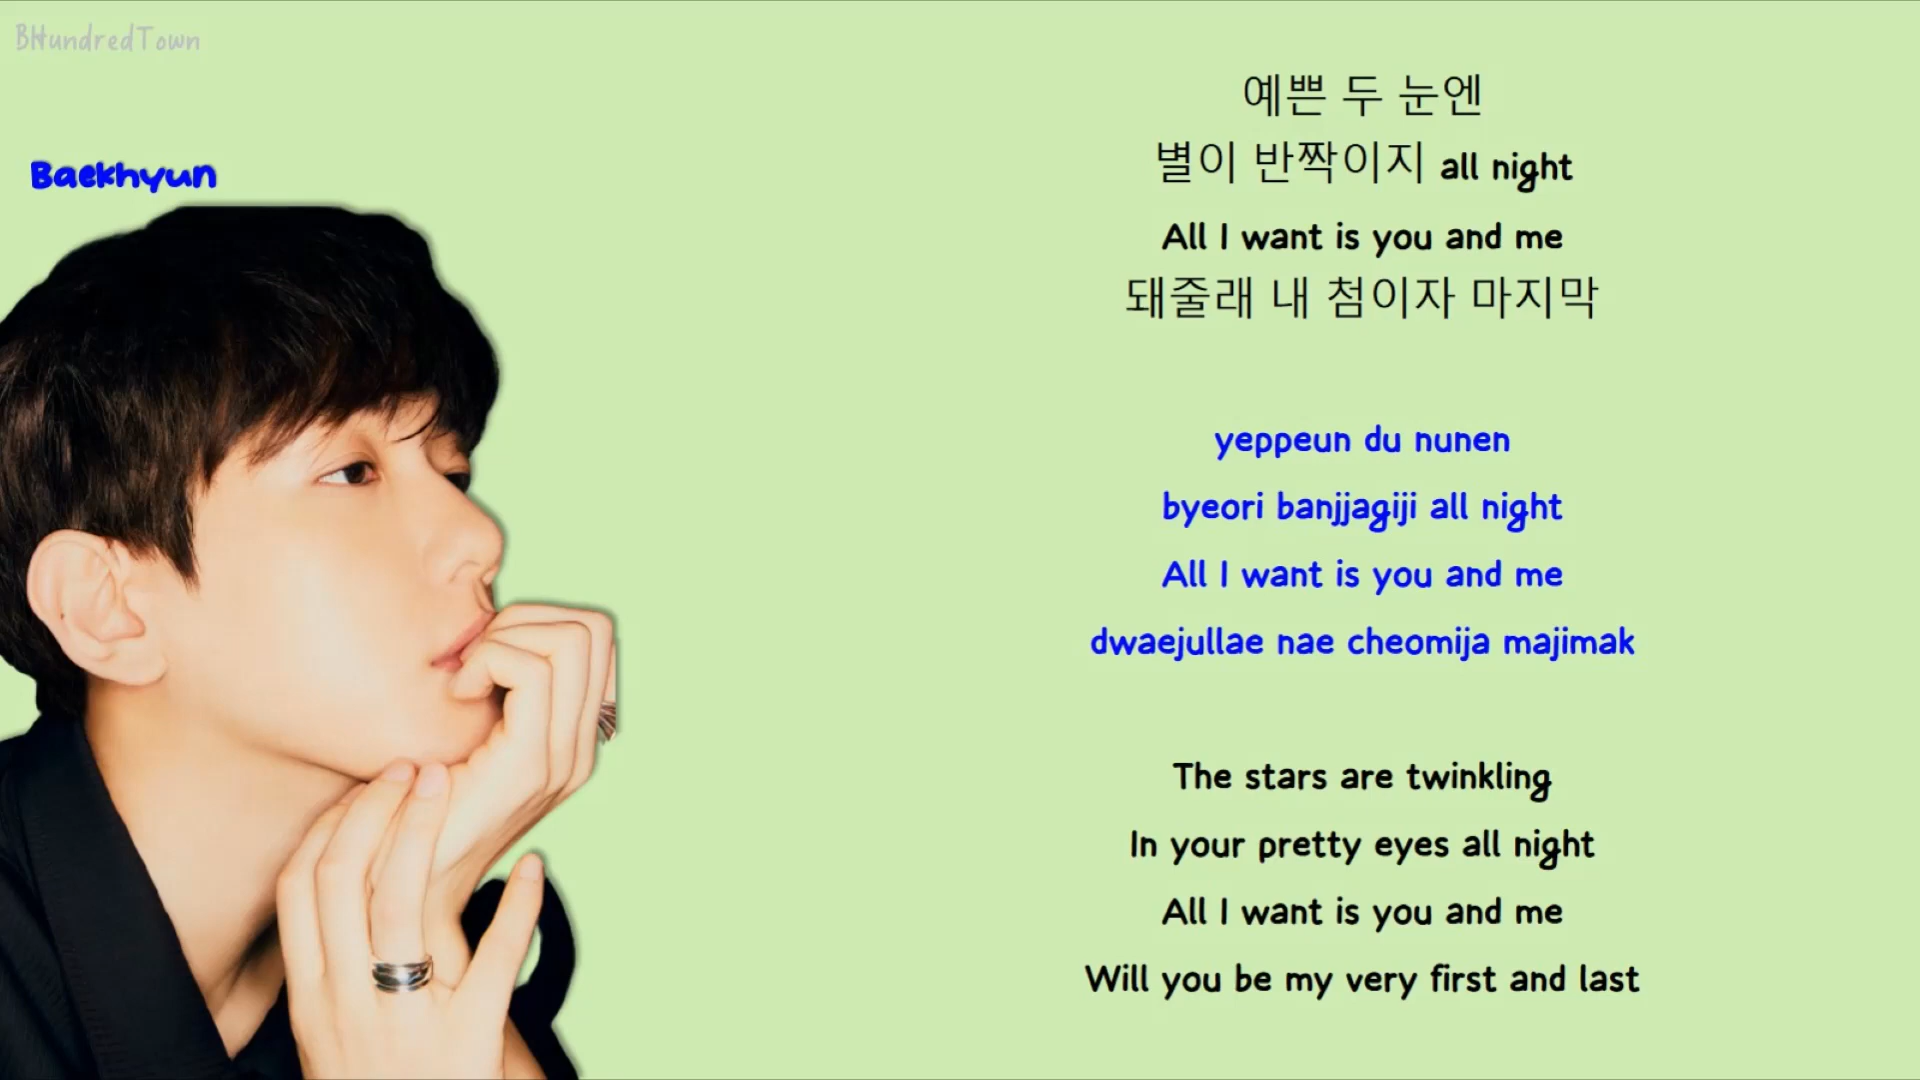 BHundredTown
Baekhyun
예쁜 두 눈엔
별이 반짝이지 all night
All I want is you and me
돼줄래 내 첨이자 마지막
yeppeun du nunen
byeori banjjagiji all night
All I want is you and me
dwaejullae nae cheomija majimak
The stars are twinkling
In your pretty eyes all night
All I want is you and me
Will you be my very first and last